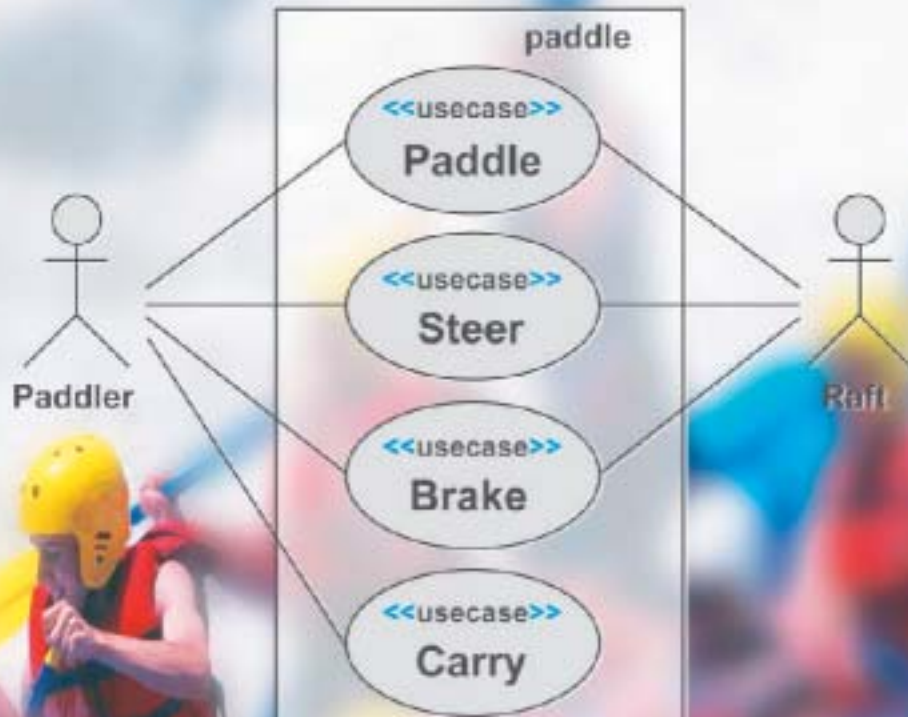 paddle
<<usecase>>
Paddle
<<usecase>>
Steer
Paddler
Raft
<<usecase>>
Brake
<<usecase>>
Carry